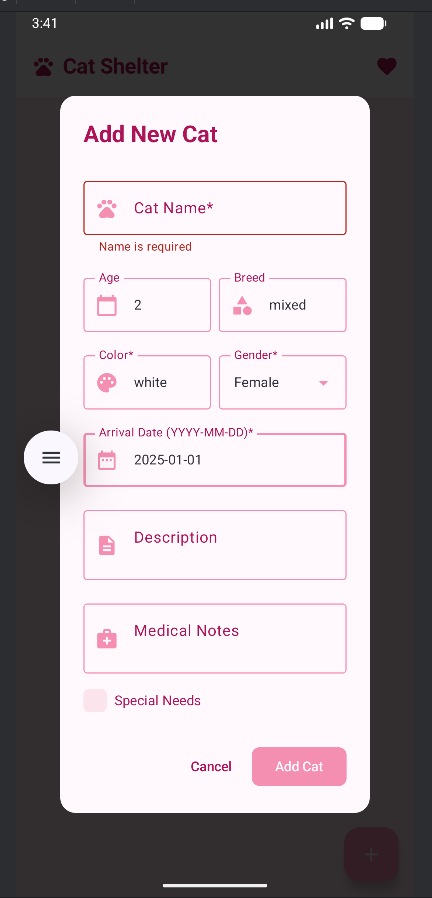 3:41
Cat Shelter
Add New Cat
Cat Name*
Name is required
Age
2
Breed
mixed
Color*
white
Gender*
Female
Arrival Date (YYYY-MM-DD)*
2025-01-01
Description
Medical Notes
Special Needs
Cancel
Add Cat